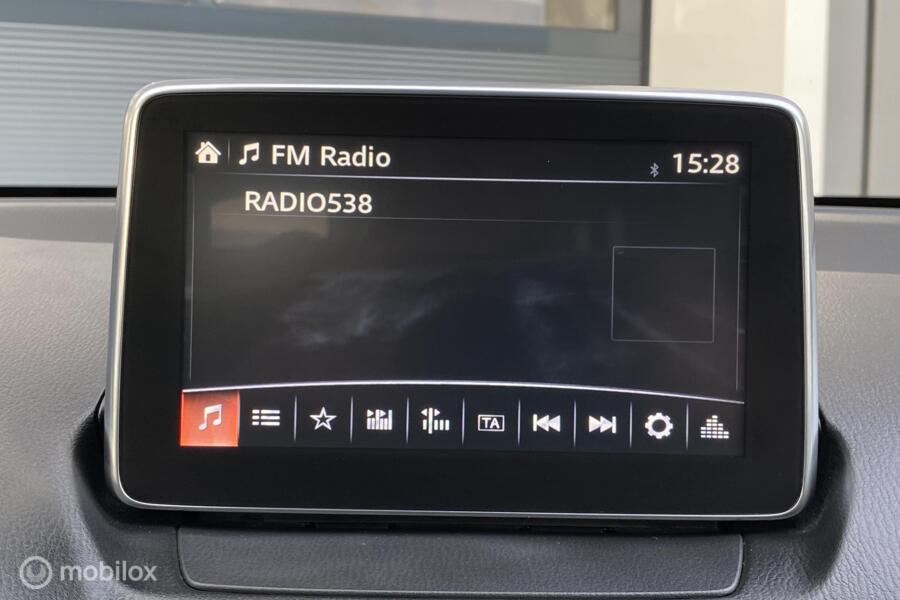 FM Radio
15:28
RADIO538
TA
mobilox